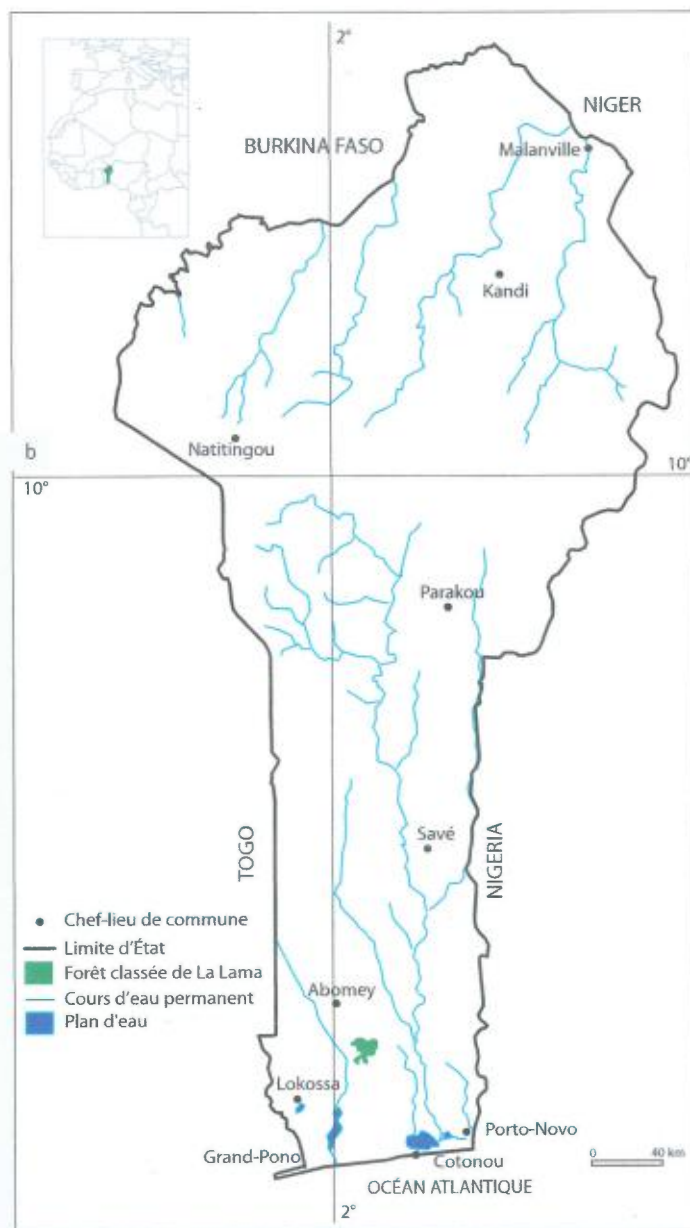 2°
NIGER
BURKINA FASO
Malanville
Kandi
Natitingou
b
10°
10°
Parakou
TOGO
Savé
NIGERIA
Chef-lieu de commune
Limite d'État
Forêt classée de La Lama
Cours d'eau permanent
Plan d'eau
Abomey
Lokossa
Porto-Novo
Grand-Pono
Cotonou
0 40 km
OCÉAN ATLANTIQUE
2°